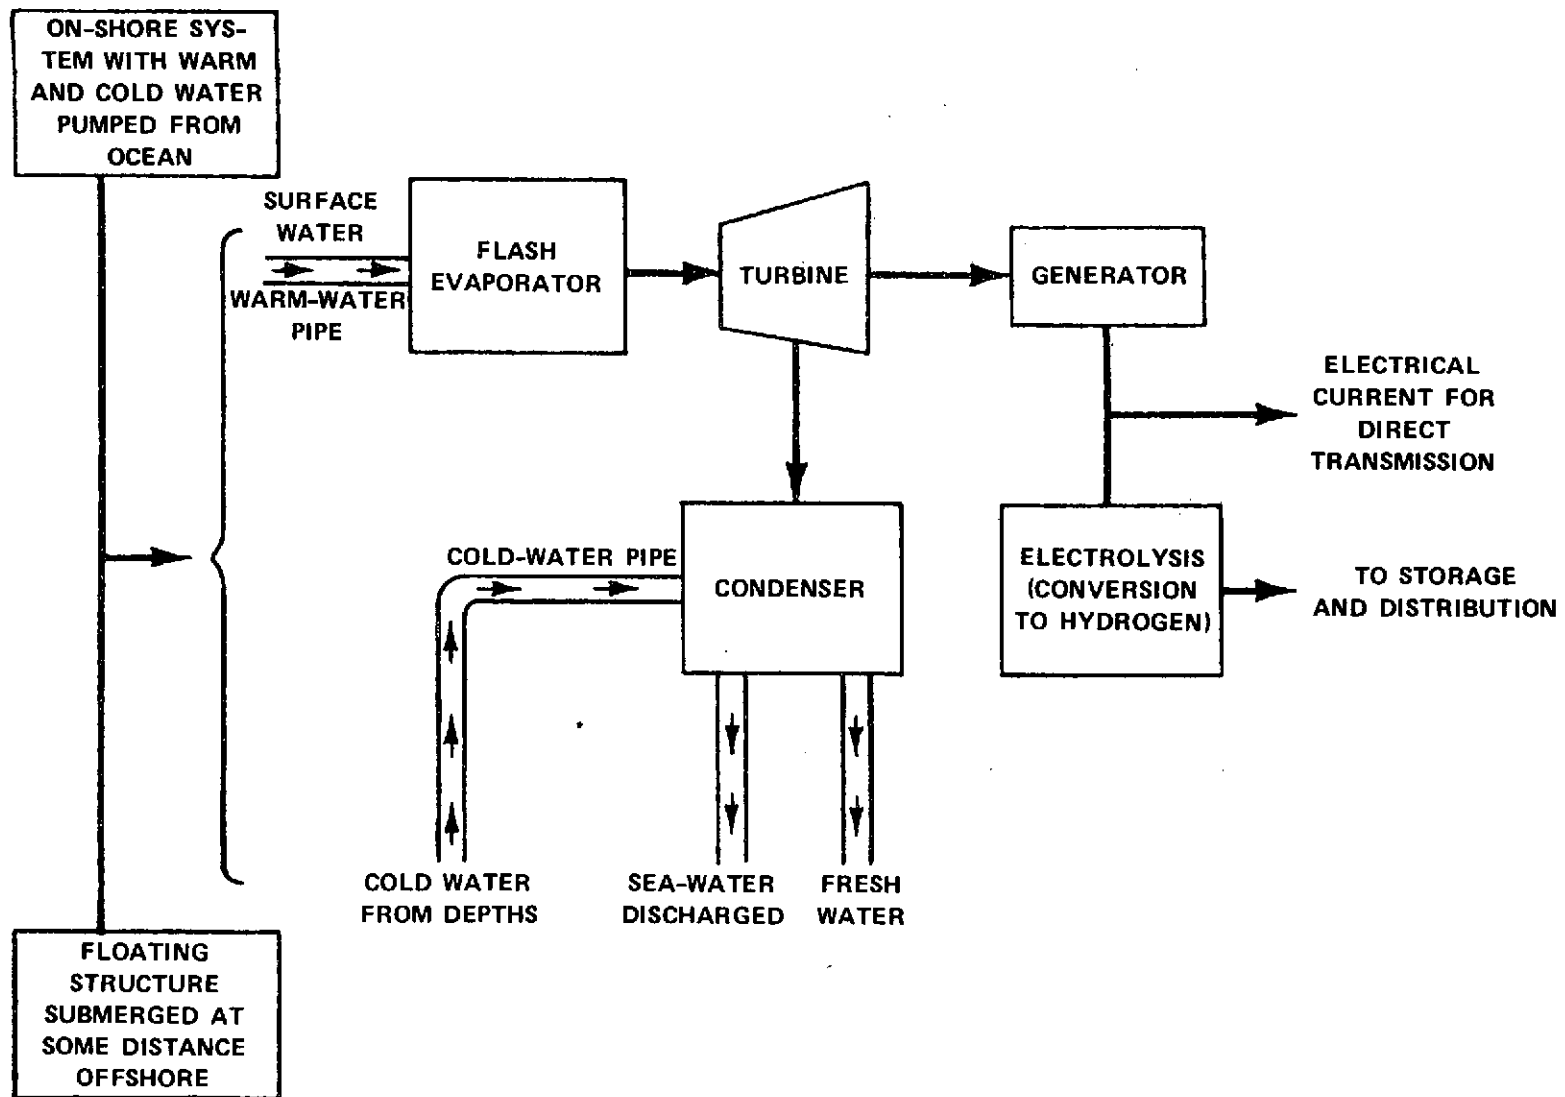 ON-SHORE SYS-
TEM WITH WARM
AND COLD WATER
PUMPED FROM
OCEAN
SURFACE
WATER
WARM-WATER
PIPE
FLASH
EVAPORATOR
TURBINE
GENERATOR
ELECTRICAL
CURRENT FOR
DIRECT
TRANSMISSION
COLD-WATER PIPE
CONDENSER
ELECTROLYSIS
(CONVERSION
TO HYDROGEN)
TO STORAGE
AND DISTRIBUTION
COLD WATER
FROM DEPTHS
SEA-WATER
DISCHARGED
FRESH
WATER
FLOATING
STRUCTURE
SUBMERGED AT
SOME DISTANCE
OFFSHORE